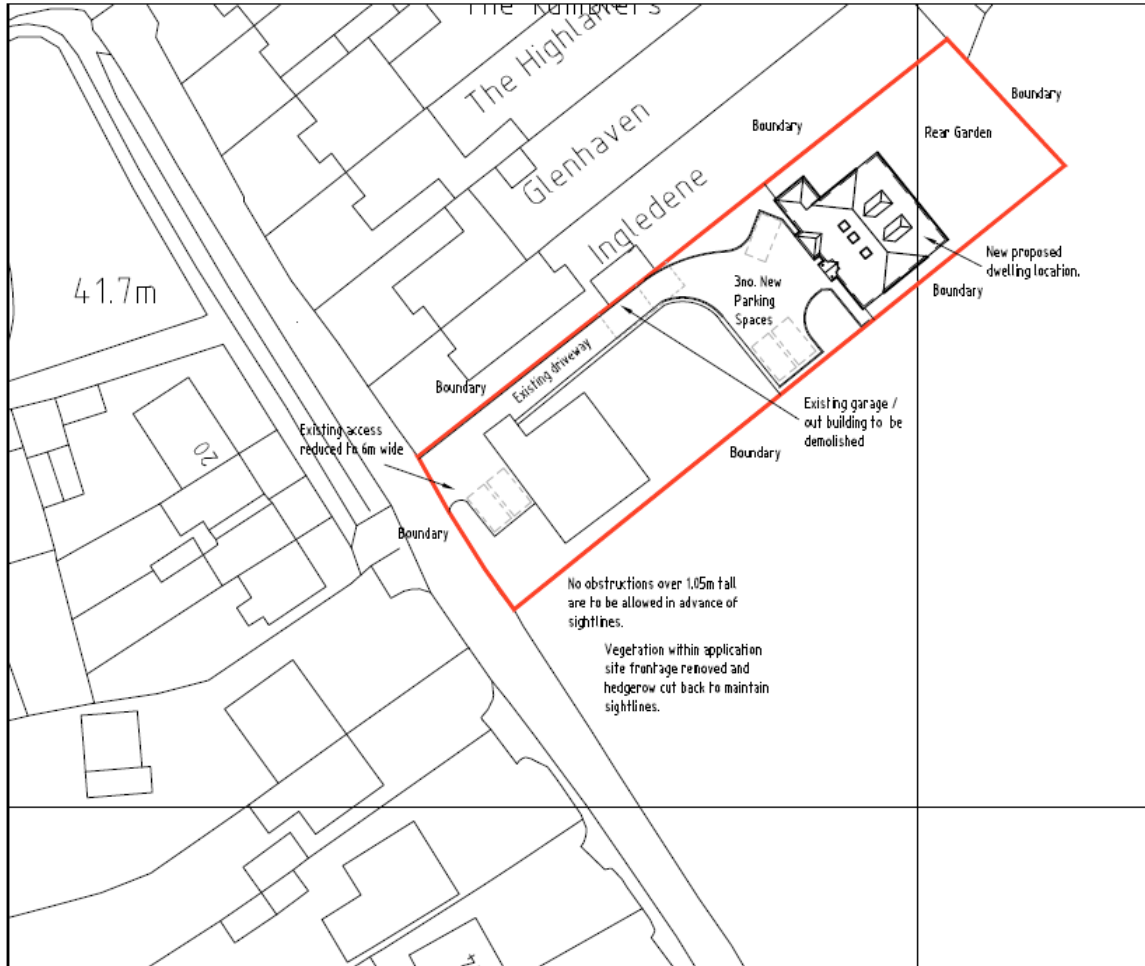 The Ramblers
The Highla
Glenhaven
Ingledene
41.7m
20
Boundary
Rear Garden
Boundary
New proposed
dwelling location.
Boundary
3no. New
Parking
Spaces
Existing driveway
Boundary
Existing garage /
out building to be
demolished
Existing access
reduced to 6m wide
Boundary
Boundary
No obstructions over 1.05m tall
are to be allowed in advance of
sightlines.
Vegetation within application
site frontage removed and
hedgerow cut back to maintain
sightlines.